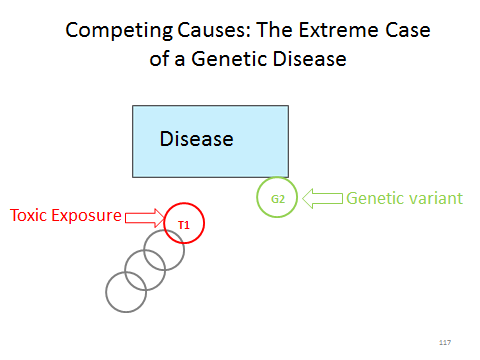 Competing Causes: The Extreme Case
of a Genetic Disease
Disease
G2
Genetic variant
Toxic Exposure
T1
117